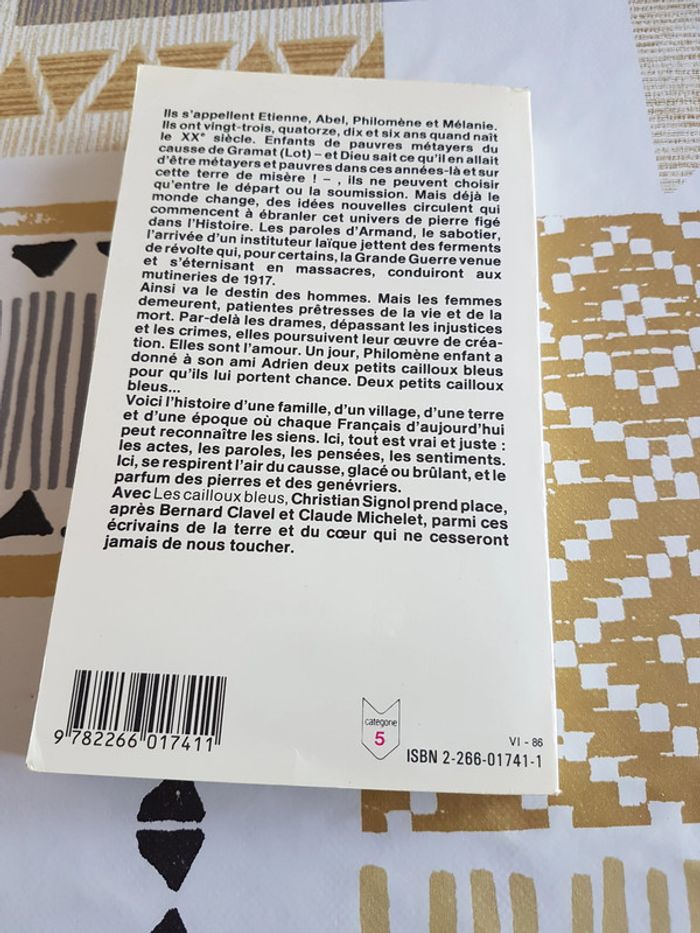 Ils s'appellent Etienne, Abel, Philomène et Mélanie.
Ils ont vingt-trois, quatorze, dix et six ans quand naît
le XXe siècle. Enfants de pauvres métayers du
causse de Gramat (Lot) – et Dieu sait ce qu'il en allait
d'être métayers et pauvres dans ces années-là et sur
cette terre de misère ! – , ils ne peuvent choisir
qu'entre le départ ou la soumission. Mais déjà le
monde change, des idées nouvelles circulent qui
commencent à ébranler cet univers de pierre figé
dans l'Histoire. Les paroles d'Armand, le sabotier,
l'arrivée d'un instituteur laïque jettent des ferments
de révolte qui, pour certains, la Grande Guerre venue
et s'éternisant en massacres, conduiront aux
mutineries de 1917.
Ainsi va le destin des hommes. Mais les femmes
demeurent, patientes prêtresses de la vie et de la
mort. Par-delà les drames, dépassant les injustices
et les crimes, elles poursuivent leur œuvre de créa-
tion. Elles sont l'amour. Un jour, Philomène enfant a
donné à son ami Adrien deux petits cailloux bleus
pour qu'ils lui portent chance. Deux petits cailloux
bleus...
Voici l'histoire d'une famille, d'un village, d'une terre
et d'une époque où chaque Français d'aujourd'hui
peut reconnaître les siens. Ici, tout est vrai et juste :
les actes, les paroles, les pensées, les sentiments.
Ici, se respirent l'air du causse, glacé ou brûlant, et le
parfum des pierres et des genévriers.
Avec Les cailloux bleus, Christian Signol prend place,
après Bernard Clavel et Claude Michelet, parmi ces
écrivains de la terre et du cœur qui ne cesseront
jamais de nous toucher.
9 782266 017411
catégorie
5
VI - 86
ISBN 2-266-01741-1